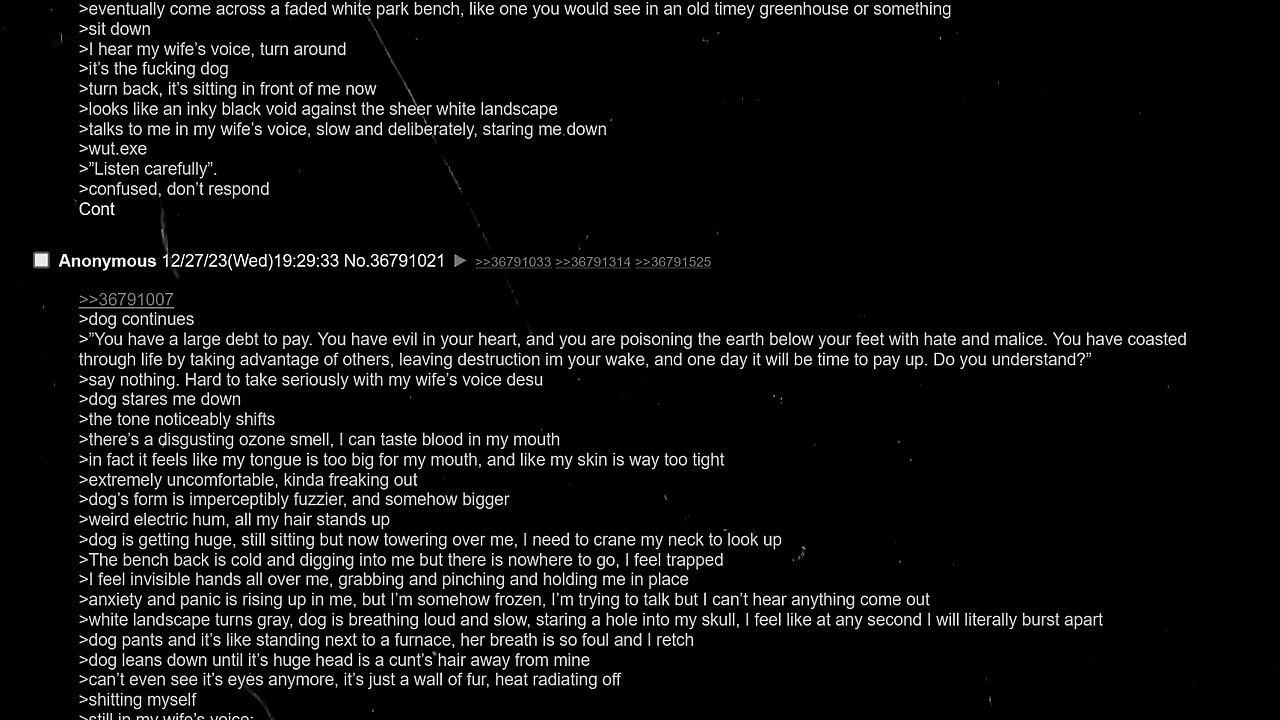 >eventually come across a faded white park bench, like one you would see in an old timey greenhouse or something
>sit down
>I hear my wife’s voice, turn around
>it’s the fucking dog
>turn back, it’s sitting in front of me now
>looks like an inky black void against the sheer white landscape
>talks to me in my wife’s voice, slow and deliberately, staring me down
>wut.exe
>”Listen carefully”.
>confused, don’t respond
Cont
Anonymous 12/27/23(Wed)19:29:33 No.36791021 ▶ >>36791033 >>36791314 >>36791525
>>36791007
>dog continues
>”You have a large debt to pay. You have evil in your heart, and you are poisoning the earth below your feet with hate and malice. You have coasted
through life by taking advantage of others, leaving destruction im your wake, and one day it will be time to pay up. Do you understand?”
>say nothing. Hard to take seriously with my wife’s voice desu
>dog stares me down
>the tone noticeably shifts
>there’s a disgusting ozone smell, I can taste blood in my mouth
>in fact it feels like my tongue is too big for my mouth, and like my skin is way too tight
>extremely uncomfortable, kinda freaking out
>dog’s form is imperceptibly fuzzier, and somehow bigger
>weird electric hum, all my hair stands up
>dog is getting huge, still sitting but now towering over me, I need to crane my neck to look up
>The bench back is cold and digging into me but there is nowhere to go, I feel trapped
>I feel invisible hands all over me, grabbing and pinching and holding me in place
>anxiety and panic is rising up in me, but I’m somehow frozen, I’m trying to talk but I can’t hear anything come out
>white landscape turns gray, dog is breathing loud and slow, staring a hole into my skull, I feel like at any second I will literally burst apart
>dog pants and it’s like standing next to a furnace, her breath is so foul and I retch
>dog leans down until it’s huge head is a cunt’s hair away from mine
>can’t even see it’s eyes anymore, it’s just a wall of fur, heat radiating off
>shitting myself
>still in my wife’s voice: